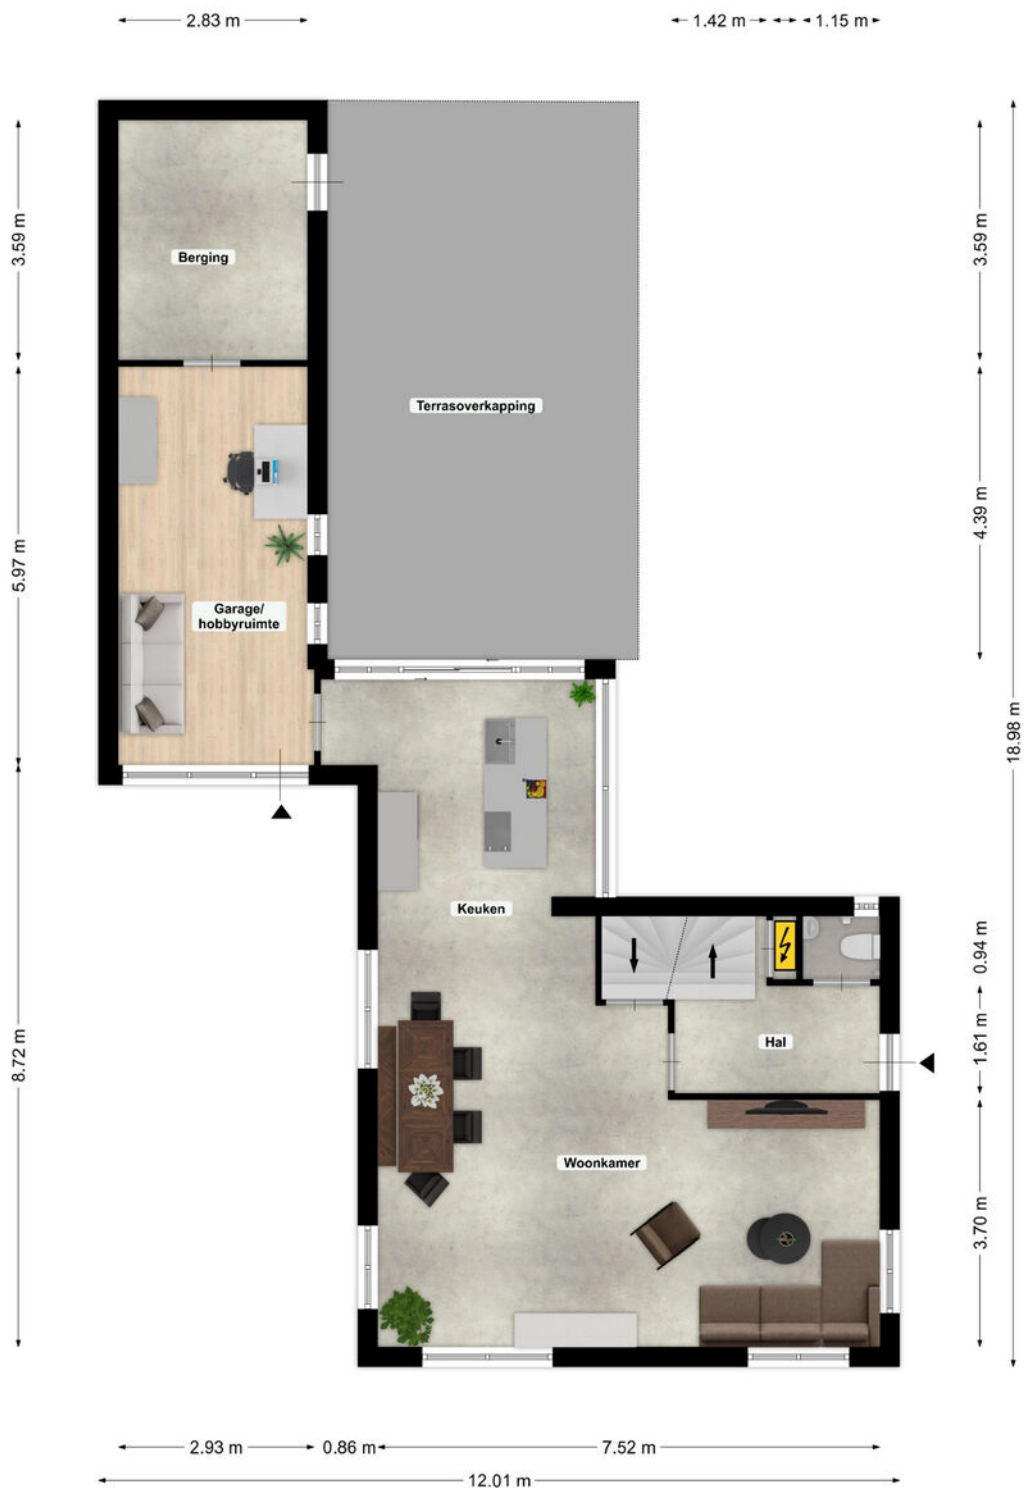 2.83 m
1.42 m
1.15 m
3.59 m
3.59 m
Berging
Terrasoverkapping
4.39 m
5.97 m
Garage/
hobbyruimte
18.98 m
Keuken
0.94 m
Hal
1.61 m
8.72 m
Woonkamer
3.70 m
2.93 m
0.86 m
7.52 m
12.01 m